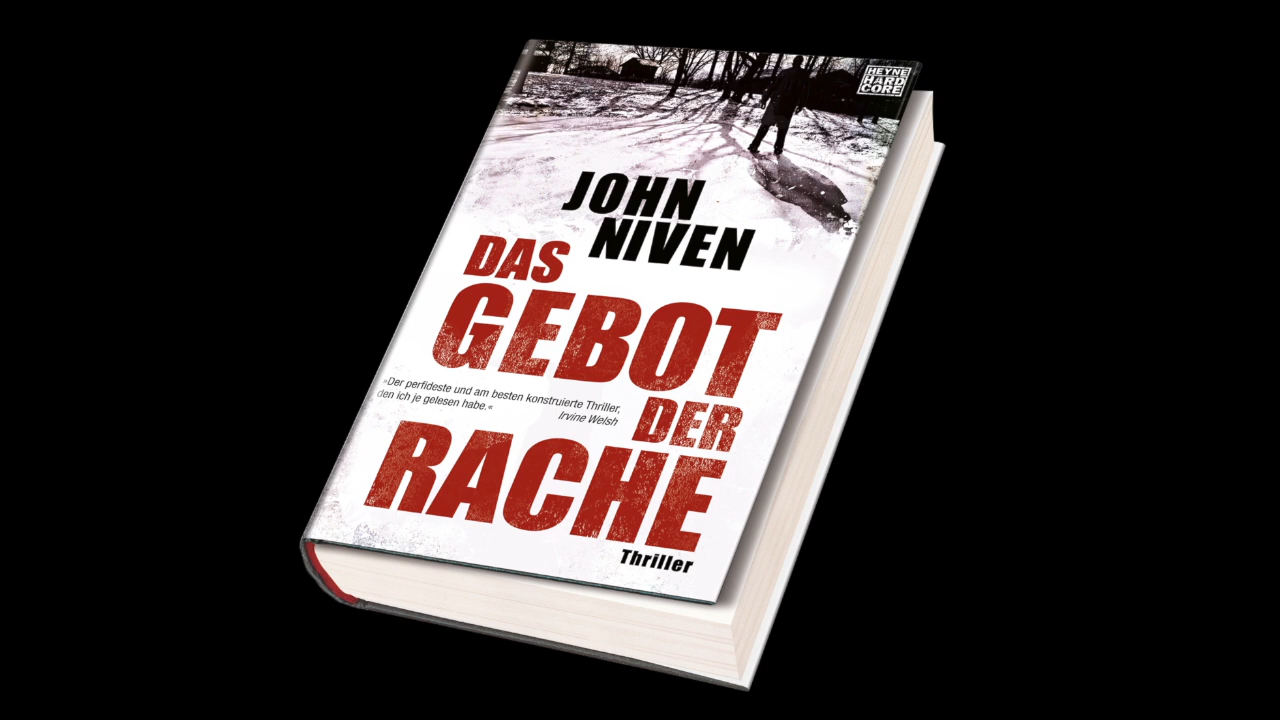 HEYNE
HARD
CORE
JOHN
NIVEN
DAS
GEBOT
»Der perfideste und am besten konstruierte Thriller,
den ich je gelesen habe.«
Irvine Welsh
DER
RACHE
Thriller